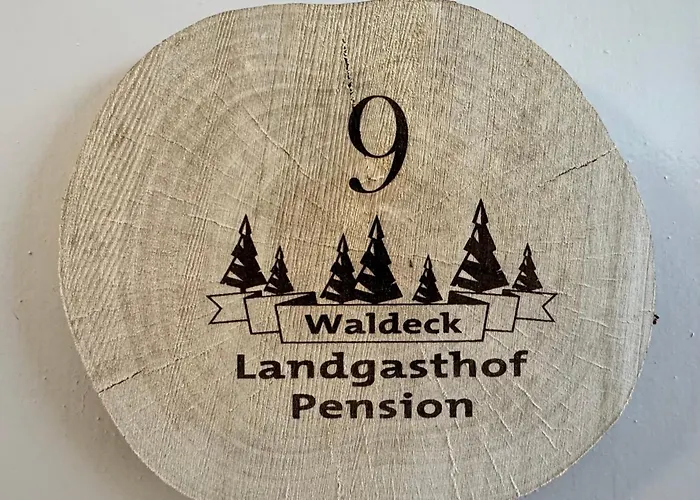 9
Waldeck
Landgasthof
Pension